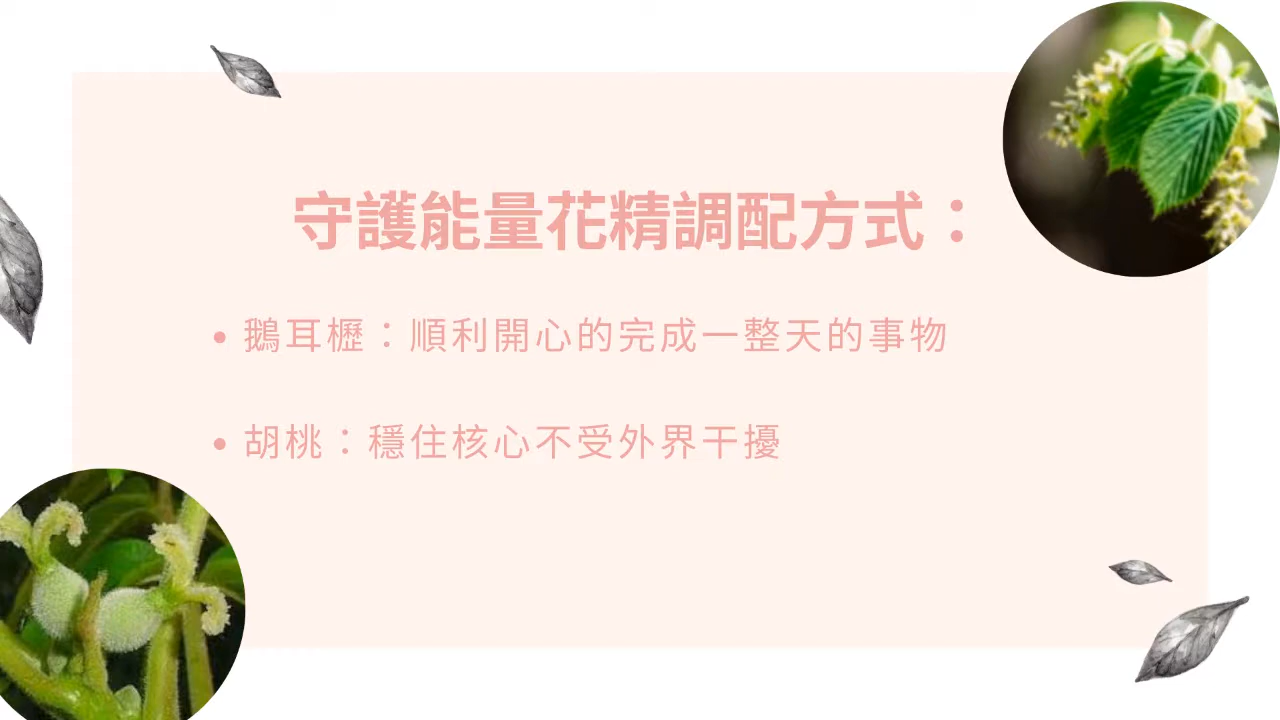 守護能量花精調配方式：
• 鵝耳櫪：順利開心的完成一整天的事物
• 胡桃：穩住核心不受外界干擾